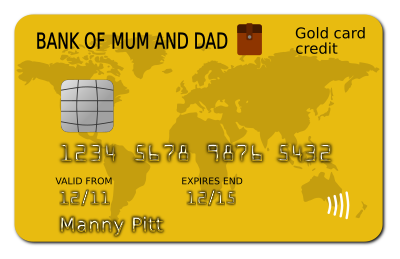 BANK OF MUM AND DAD
Gold card
credit
1234 5678 9876 5432
VALID FROM
EXPIRES END
12/11
12/15
Manny Pitt